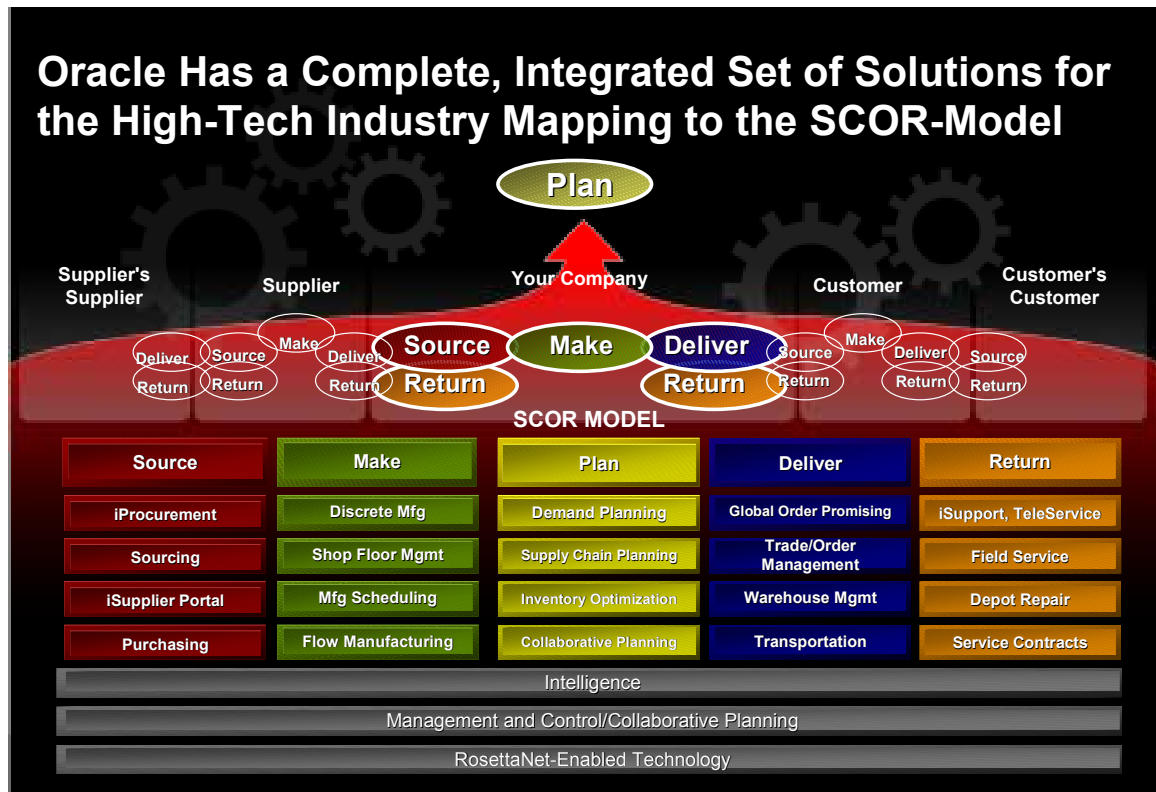 Oracle Has a Complete, Integrated Set of Solutions for
the High-Tech Industry Mapping to the SCOR-Model
Plan
Supplier's
Supplier
Supplier
Your Company
Customer
Customer's
Customer
Deliver
Return
Source
Return
Make
Deliver
Return
Source
Return
Make
Deliver
Return
Source
Return
Make
Deliver
Return
Source
Return
SCOR MODEL
Source
Make
Plan
Deliver
Return
iProcurement
Discrete Mfg
Demand Planning
Global Order Promising
iSupport, TeleService
Sourcing
Shop Floor Mgmt
Supply Chain Planning
Trade/Order
Management
Field Service
iSupplier Portal
Mfg Scheduling
Inventory Optimization
Warehouse Mgmt
Depot Repair
Purchasing
Flow Manufacturing
Collaborative Planning
Transportation
Service Contracts
Intelligence
Management and Control/Collaborative Planning
RosettaNet-Enabled Technology